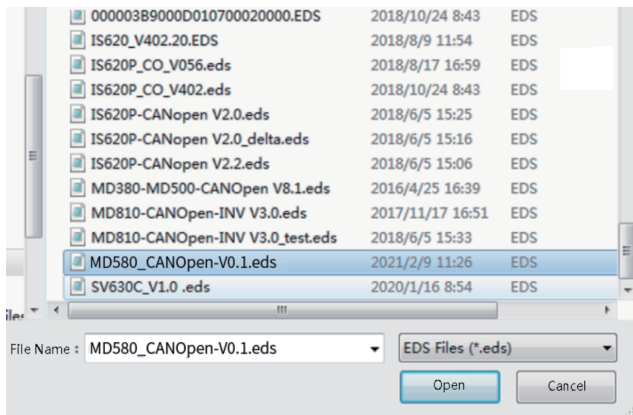 000003B9000D010700020000.EDS 2018/10/24 8:43 EDS
IS620_V402.20.EDS 2018/8/9 11:54 EDS
IS620P_CO_V056.eds 2018/8/17 16:59 EDS
IS620P_CO_V402.eds 2018/10/24 8:43 EDS
IS620P-CANopen V2.0.eds 2018/6/5 15:25 EDS
IS620P-CANopen V2.0_delta.eds 2018/6/5 15:16 EDS
IS620P-CANopen V2.2.eds 2018/6/5 15:06 EDS
MD380-MD500-CANOpen V8.1.eds 2016/4/25 16:39 EDS
MD810-CANOpen-INV V3.0.eds 2017/11/17 16:51 EDS
MD810-CANOpen-INV V3.0_test.eds 2018/6/5 15:33 EDS
MD580_CANOpen-V0.1.eds 2021/2/9 11:26 EDS
SV630C_V1.0 .eds 2020/1/16 8:54 EDS
File Name : MD580_CANOpen-V0.1.eds EDS Files (*.eds)
Open Cancel